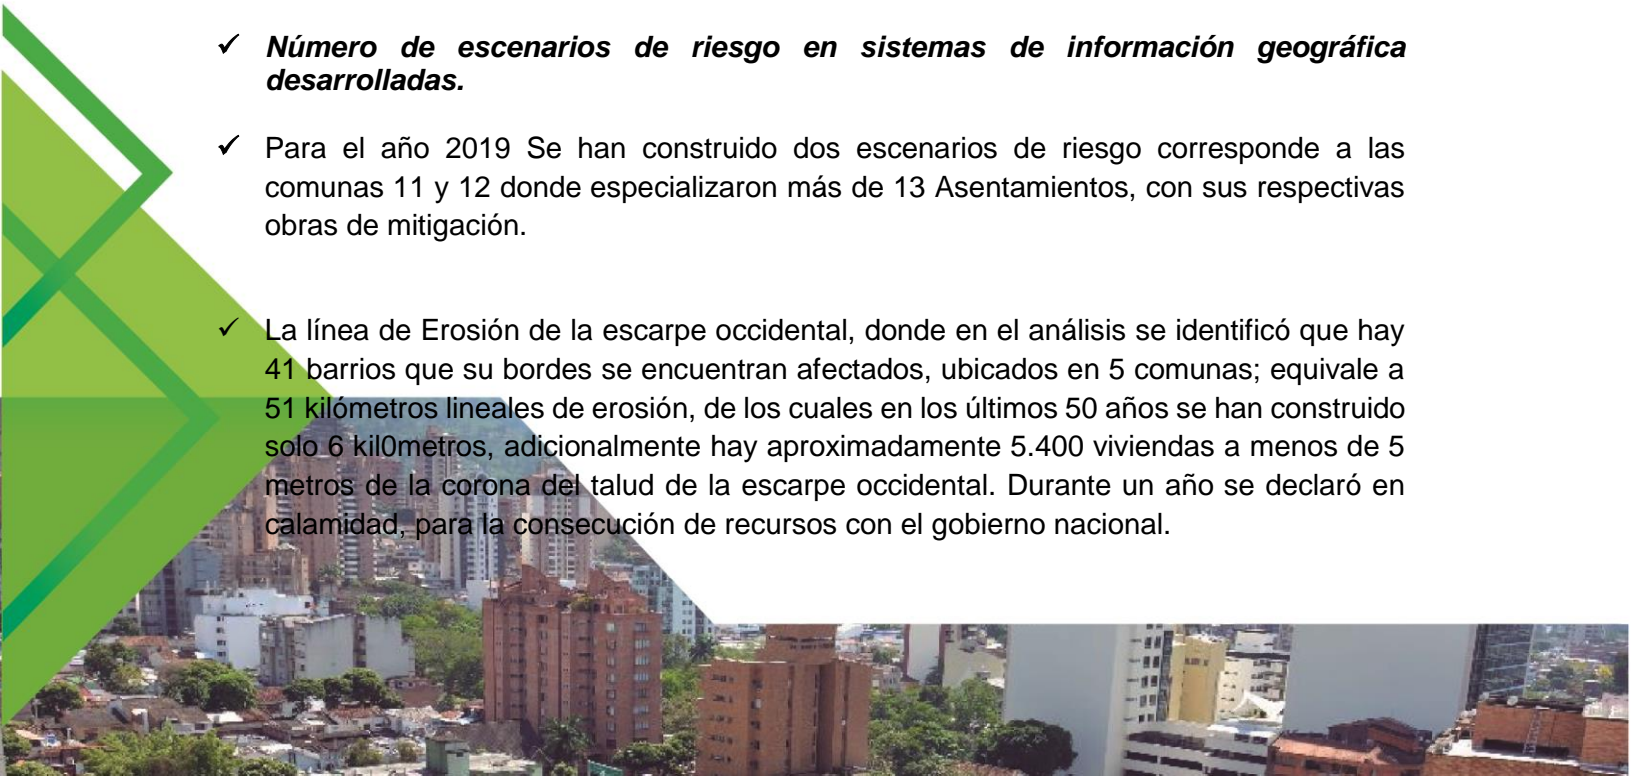 ✓ Número de escenarios de riesgo en sistemas de información geográfica
desarrolladas.
✓ Para el año 2019 Se han construido dos escenarios de riesgo corresponde a las
comunas 11 y 12 donde especializaron más de 13 Asentamientos, con sus respectivas
obras de mitigación.
✓ La línea de Erosión de la escarpe occidental, donde en el análisis se identificó que hay
41 barrios que su bordes se encuentran afectados, ubicados en 5 comunas; equivale a
51 kilómetros lineales de erosión, de los cuales en los últimos 50 años se han construido
solo 6 kil0metros, adicionalmente hay aproximadamente 5.400 viviendas a menos de 5
metros de la corona del talud de la escarpe occidental. Durante un año se declaró en
calamidad, para la consecución de recursos con el gobierno nacional.